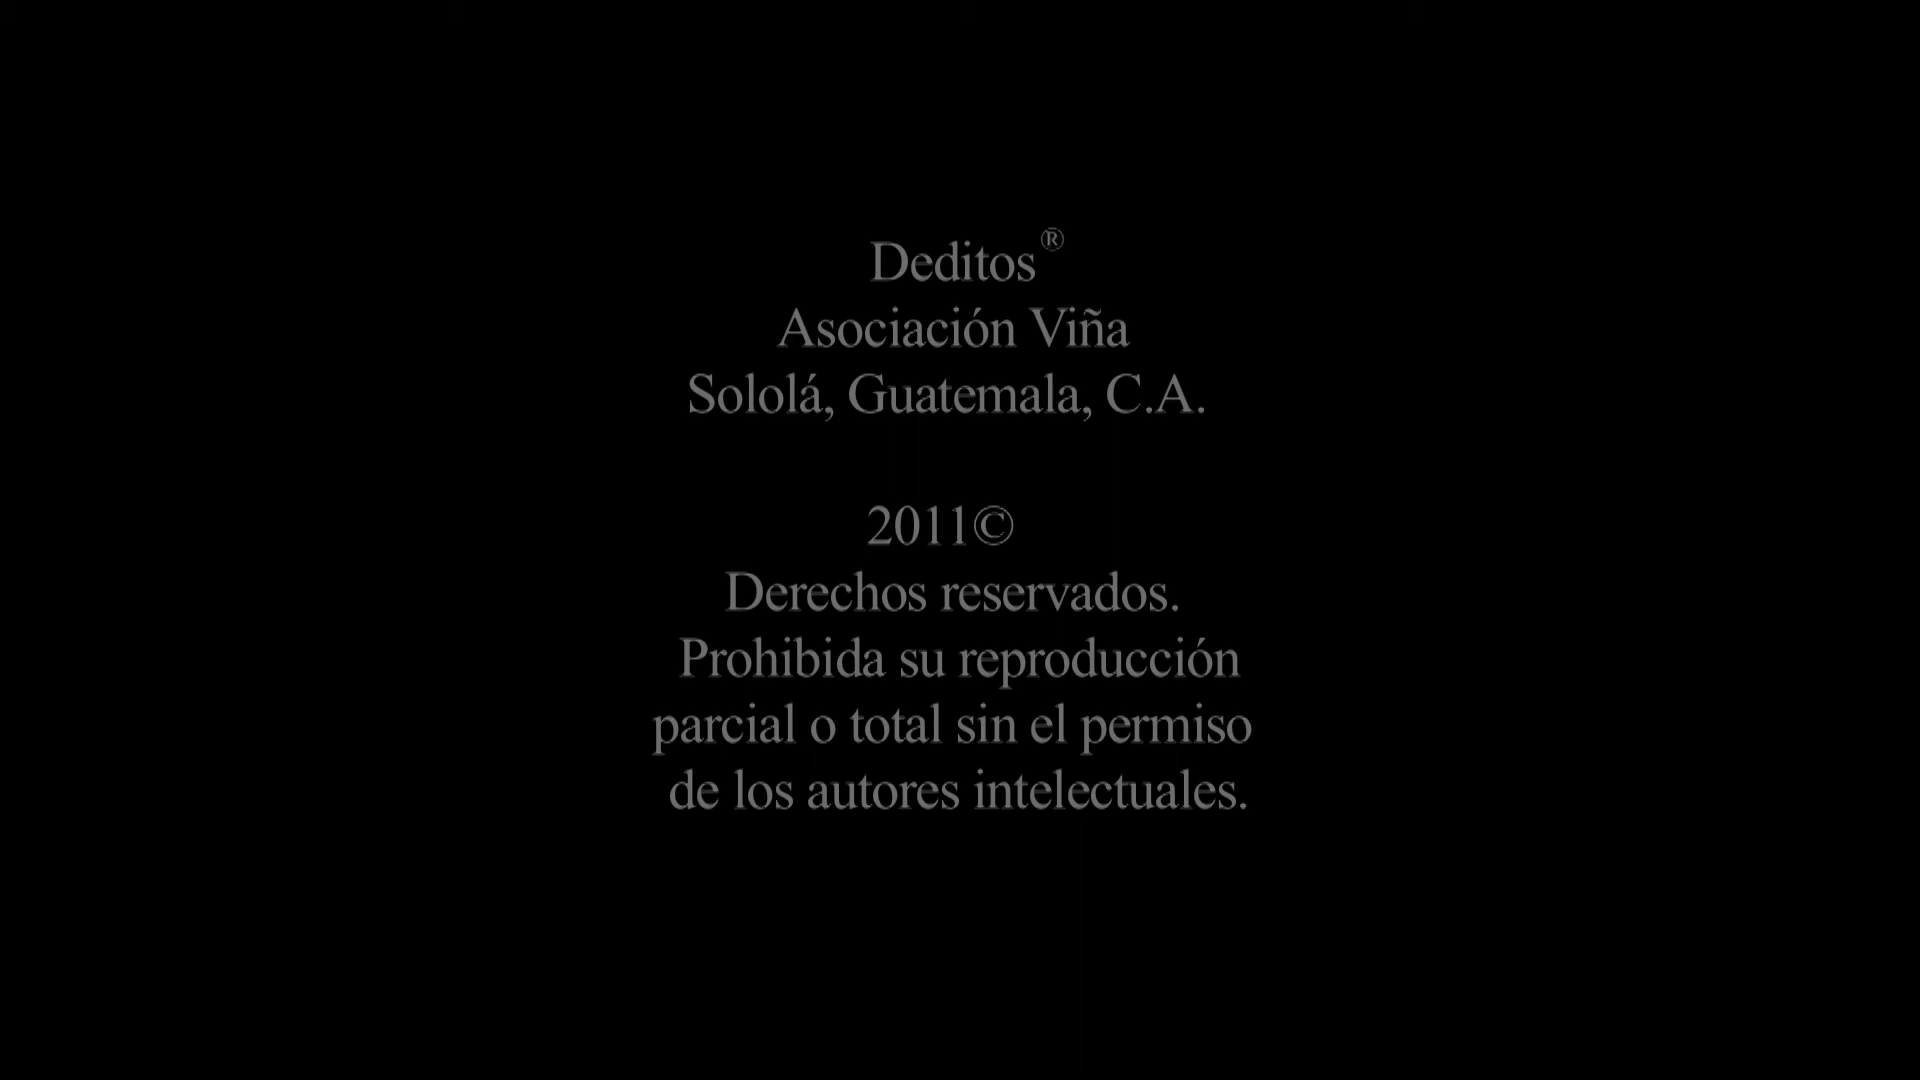 Deditos®
Asociación Viña
Sololá, Guatemala, C.A.
2011©
Derechos reservados.
Prohibida su reproducción
parcial o total sin el permiso
de los autores intelectuales.